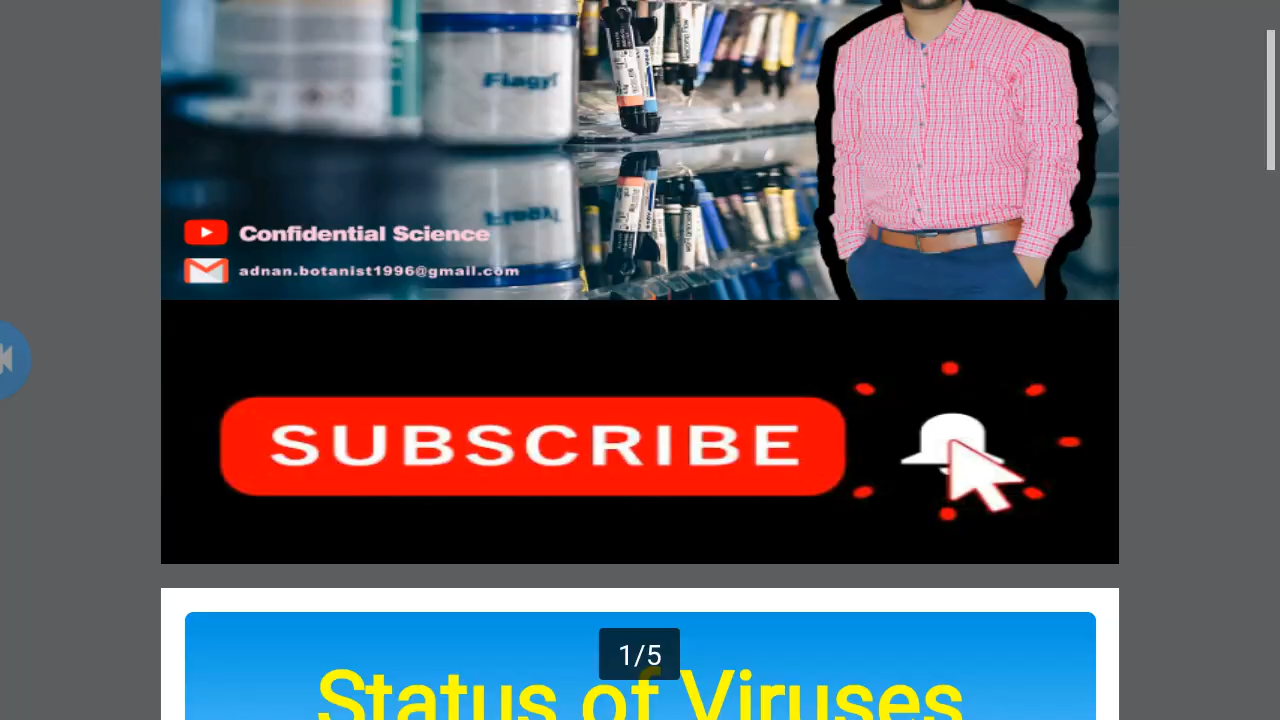 Flagyl
Confidential Science
adnan.botanist1996@gmail.com
SUBSCRIBE
1/5
Status of Viruses